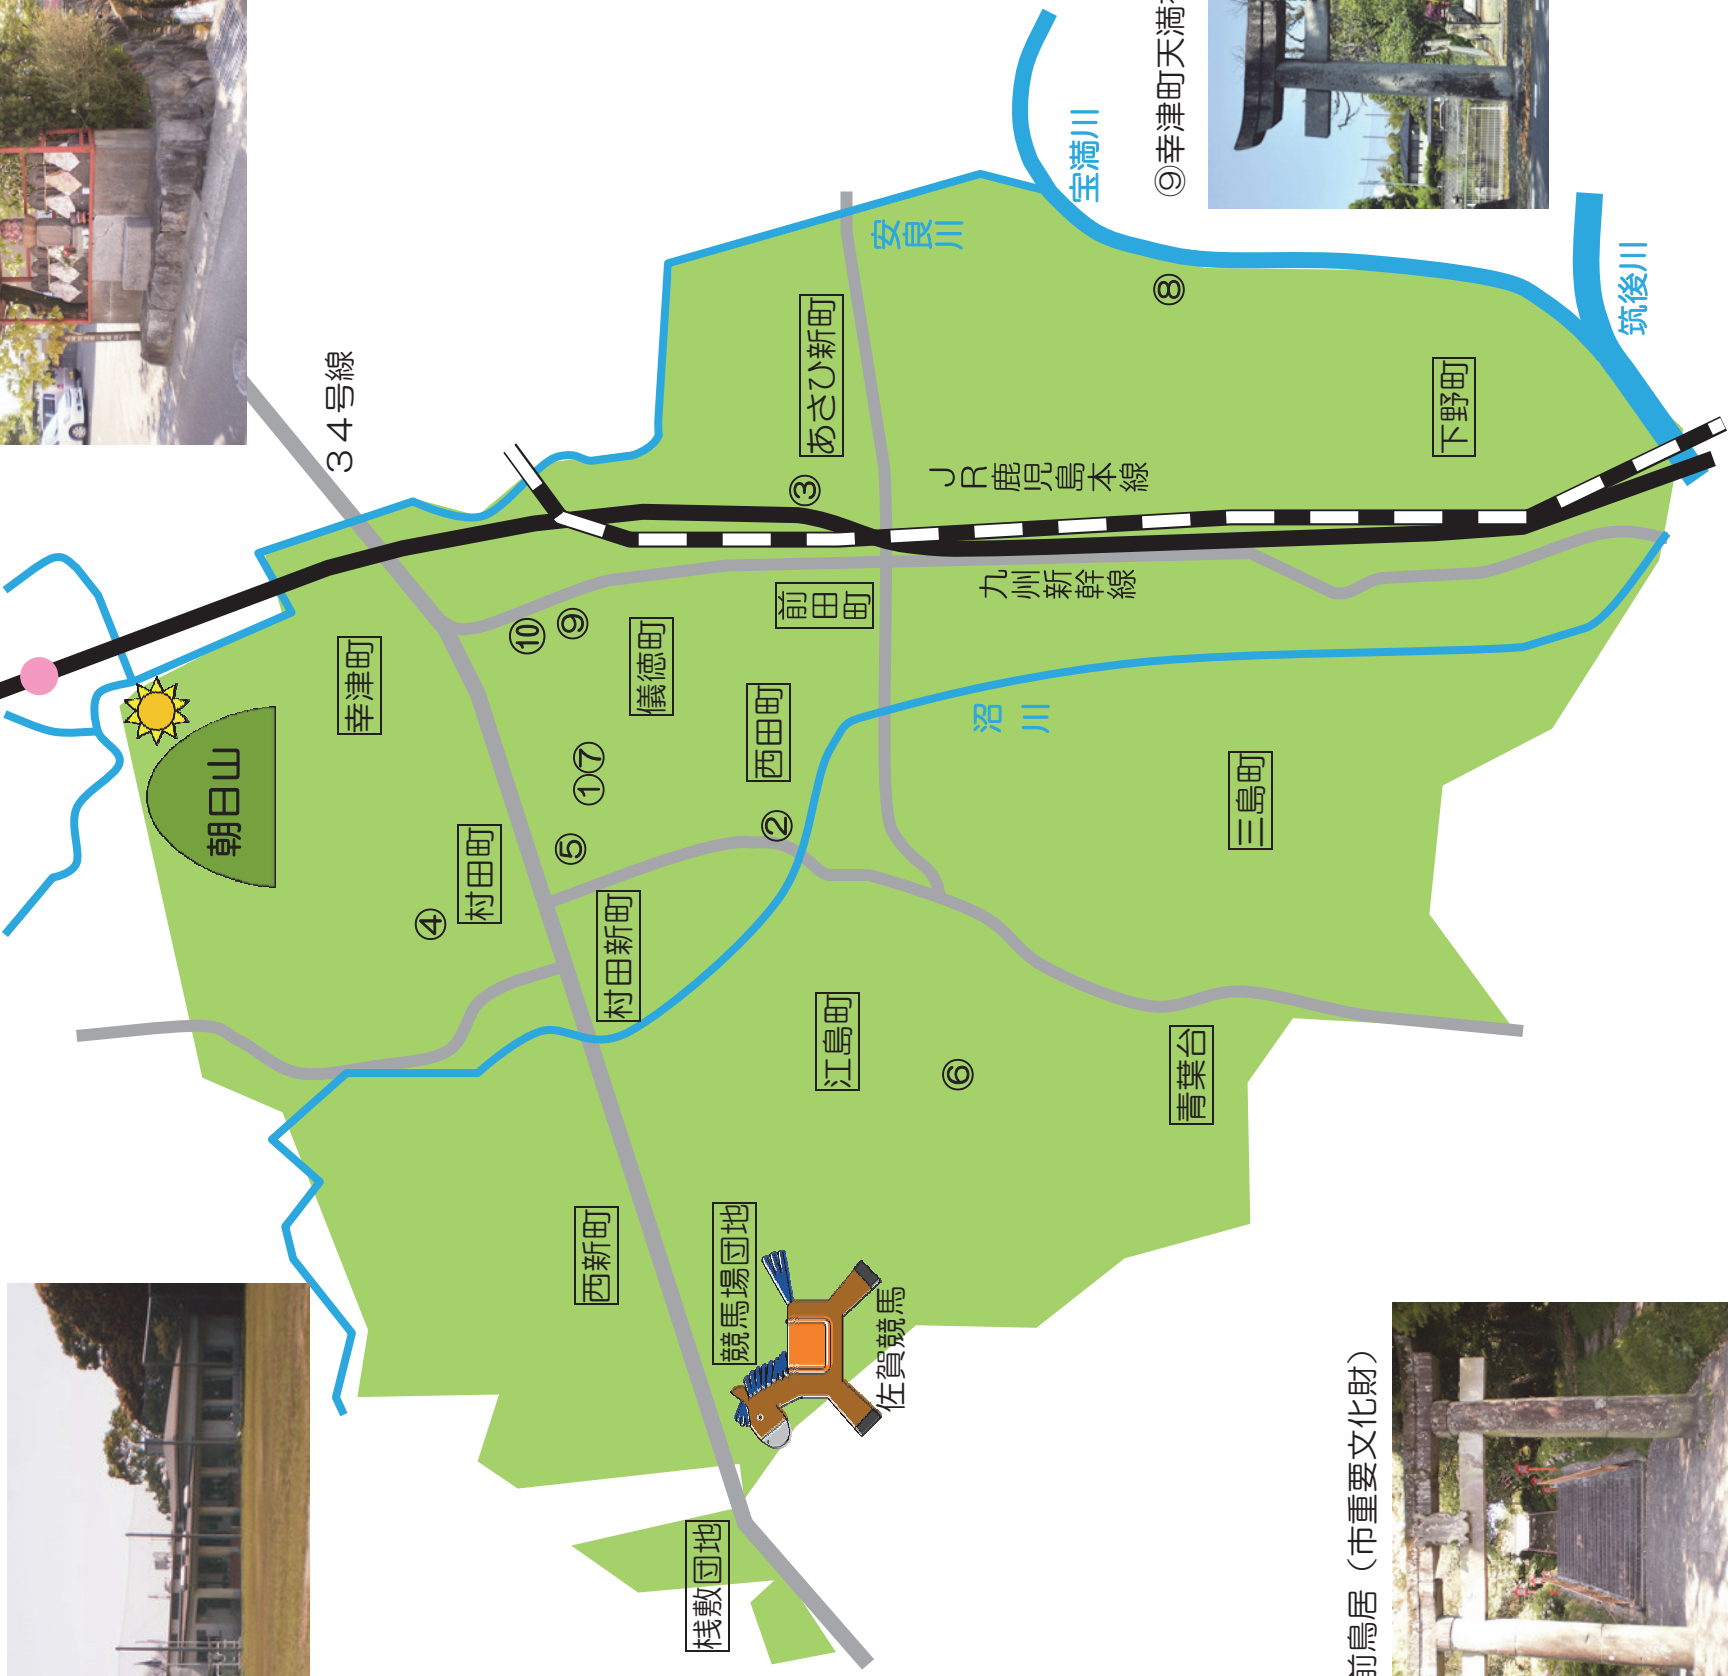 ３４号線
朝日山
幸津町
村田町
④
⑤
①⑦
⑩
⑨
儀徳町
村田新町
西新町
西田町
②
前田町
③
あさひ新町
安良川
宝満川
⑨幸津町天満
⑧
ＪＲ鹿児島本線
九州新幹線
沼川
下野町
筑後川
三島町
江島町
⑥
青葉台
競馬場団地
佐賀競馬
桟敷団地
前鳥居（市重要文化財）